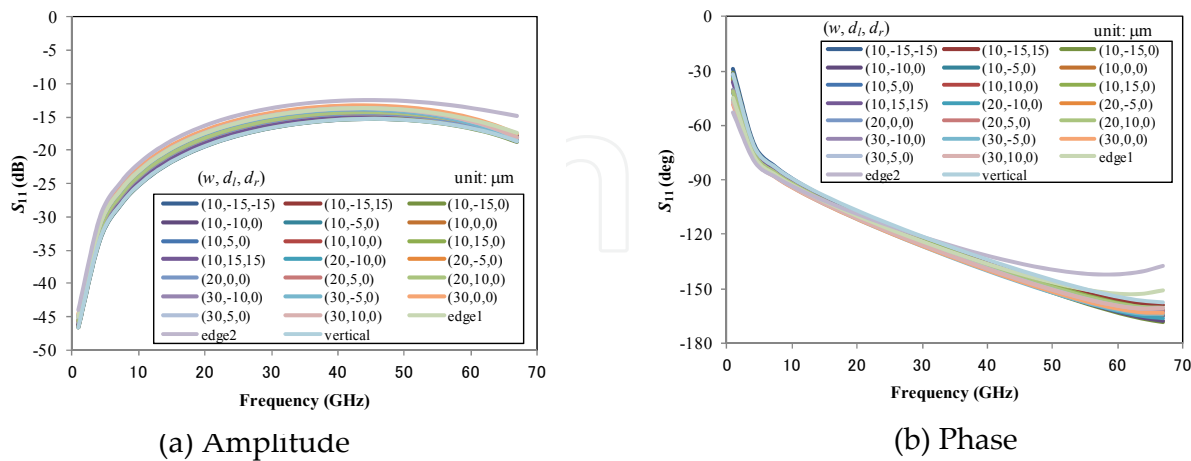 0
-5
-10
-15
-20
-25
-30
-35
-40
-45
-50
S11 (dB)
(w, dl, dr) unit: μm
(10,-15,-15) (10,-15,15) (10,-15,0)
(10,-10,0) (10,-5,0) (10,0,0)
(10,5,0) (10,10,0) (10,15,0)
(10,15,15) (20,-10,0) (20,-5,0)
(20,0,0) (20,5,0) (20,10,0)
(30,-10,0) (30,-5,0) (30,0,0)
(30,5,0) (30,10,0) edge1
edge2 vertical
0 10 20 30 40 50 60 70
Frequency (GHz)
(a) Amplitude
0
-30
-60
-90
-120
-150
-180
S11 (deg)
(w, dl, dr) unit: μm
(10,-15,-15) (10,-15,15) (10,-15,0)
(10,-10,0) (10,-5,0) (10,0,0)
(10,5,0) (10,10,0) (10,15,0)
(10,15,15) (20,-10,0) (20,-5,0)
(20,0,0) (20,5,0) (20,10,0)
(30,-10,0) (30,-5,0) (30,0,0)
(30,5,0) (30,10,0) edge1
edge2 vertical
0 10 20 30 40 50 60 70
Frequency (GHz)
(b) Phase